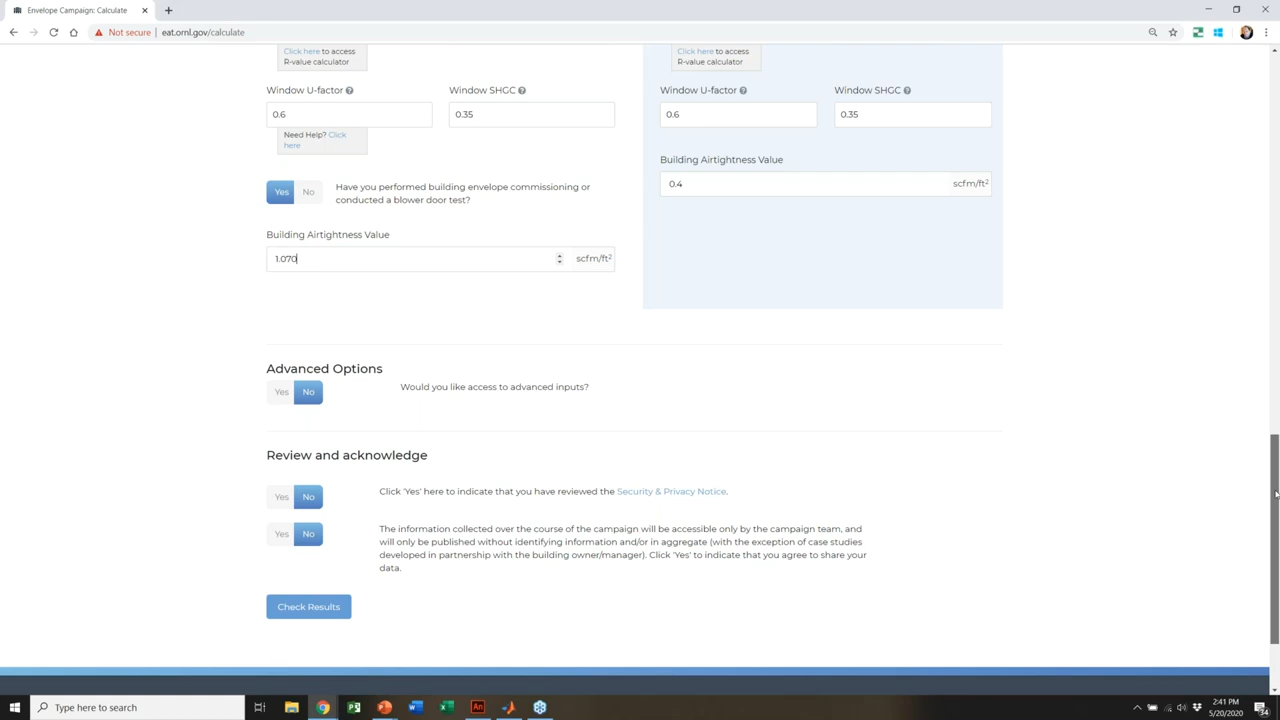 Envelope Campaign: Calculate
Not secure
eat.ornl.gov/calculate
Click here to access
R-value calculator
Click here to access
R-value calculator
Window U-factor
Window SHGC
Window U-factor
Window SHGC
0.6
0.35
0.6
0.35
Need Help? Click
here
Building Airtightness Value
0.4
scfm/ft²
Yes
No
Have you performed building envelope commissioning or
conducted a blower door test?
Building Airtightness Value
1.070
scfm/ft²
Advanced Options
Yes
No
Would you like access to advanced inputs?
Review and acknowledge
Yes
No
Click 'Yes' here to indicate that you have reviewed the Security & Privacy Notice.
Yes
No
The information collected over the course of the campaign will be accessible only by the campaign team, and
will only be published without identifying information and/or in aggregate (with the exception of case studies
developed in partnership with the building owner/manager). Click 'Yes' to indicate that you agree to share your
data.
Check Results
Type here to search
2:41 PM
5/20/2020
34